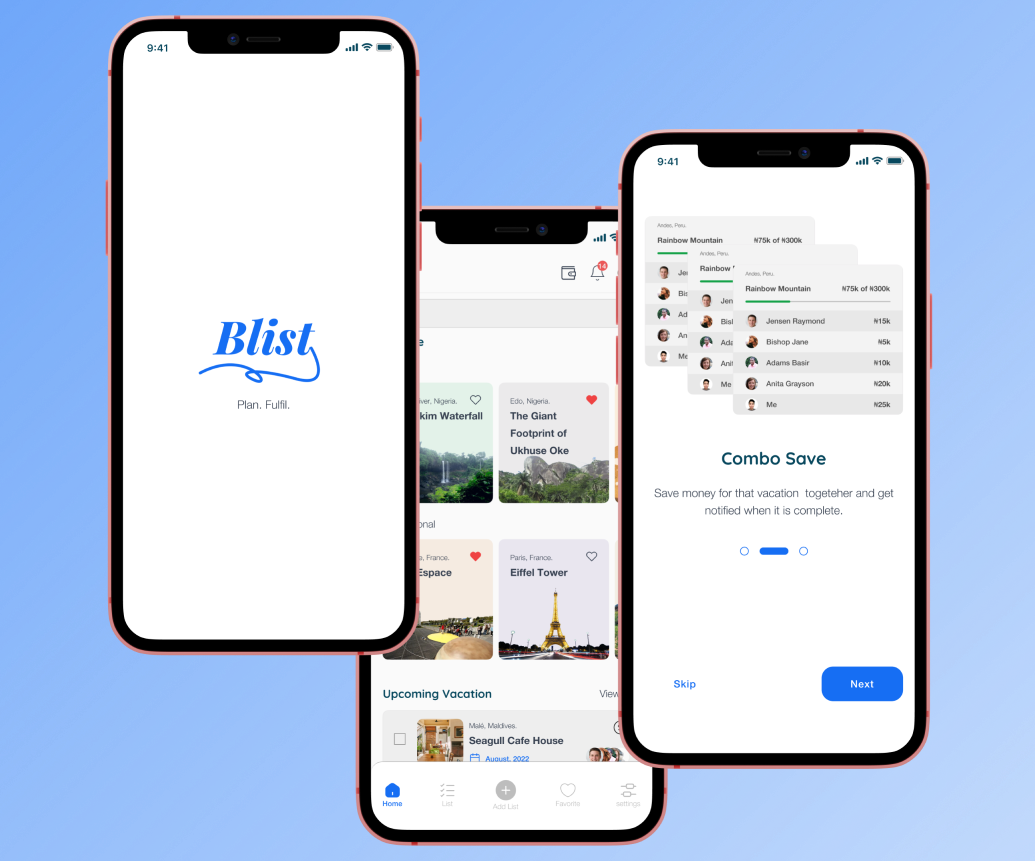 9:41
Blist
Plan. Fulfil.
14
Edo, Nigeria.
The Giant
Footprint of
Ukhuse Oke
iver, Nigeria.
kim Waterfall
onal
, France.
Espace
Paris, France.
Eiffel Tower
Upcoming Vacation
View
Malé, Maldives.
Seagull Cafe House
August, 2022
Home
List
Add List
Favorite
settings
9:41
Andes, Peru.
Rainbow Mountain
₦75k of ₦300k
Je
Bis
Ad
An
Me
Andes, Peru.
Rainbow
Jen
Bisl
Ada
Anit
Me
Andes, Peru.
Rainbow Mountain
₦75k of ₦300k
Jensen Raymond
₦15k
Bishop Jane
₦5k
Adams Basir
₦10k
Anita Grayson
₦20k
Me
₦25k
Combo Save
Save money for that vacation togeteher and get
notified when it is complete.
Skip
Next